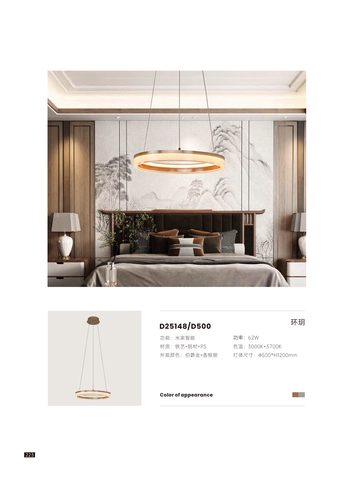 D25148/D500
环玥
功能：米家智能
功率：62W
材质：铁艺+铝材+PS
色温：3000K+5700K
外观颜色：伯爵金+香槟银
灯体尺寸：Φ500*H1200mm
Color of appearance
223